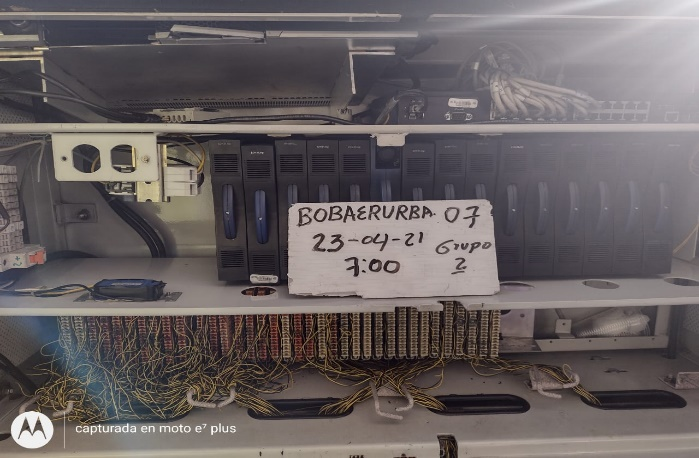 BOBAERURBA 07
23-04-21
Grupo
2
7:00
capturada en moto e⁷ plus